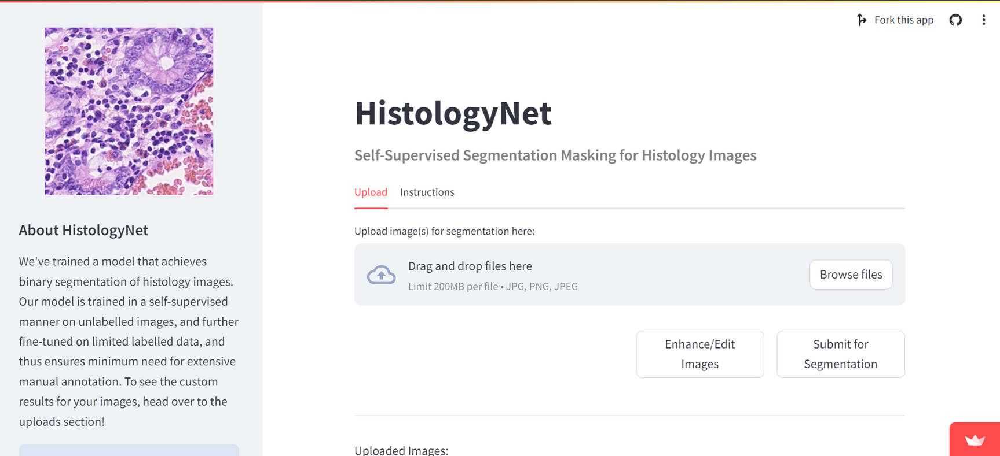 Fork this app
About HistologyNet
We've trained a model that achieves
binary segmentation of histology images.
Our model is trained in a self-supervised
manner on unlabelled images, and further
fine-tuned on limited labelled data, and
thus ensures minimum need for extensive
manual annotation. To see the custom
results for your images, head over to the
uploads section!
HistologyNet
Self-Supervised Segmentation Masking for Histology Images
Upload Instructions
Upload image(s) for segmentation here:
Drag and drop files here
Limit 200MB per file • JPG, PNG, JPEG
Browse files
Enhance/Edit
Images
Submit for
Segmentation
Uploaded Images: